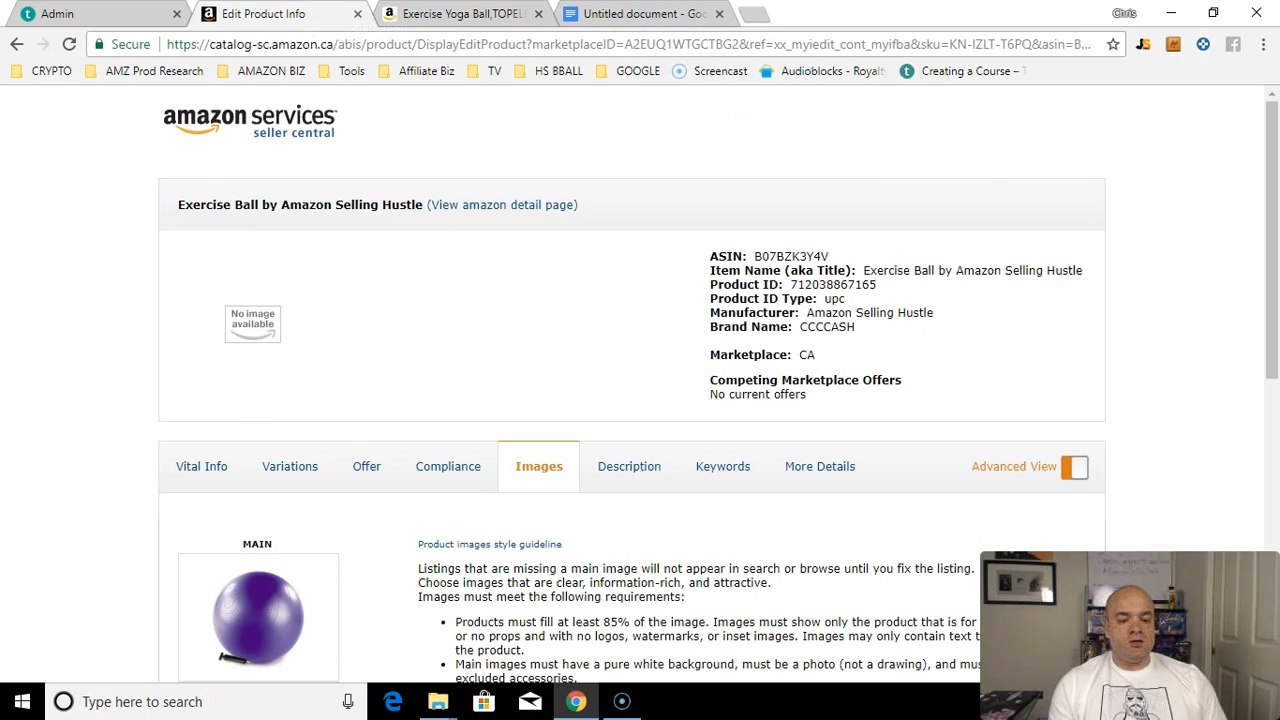 Admin
Edit Product Info
Exercise Yoga Ball,TOPELI
Untitled document - Goo
Chris
Secure
https://catalog-sc.amazon.ca/abis/product/DisplayEditProduct?marketplaceID=A2EUQ1WTGCTBG2&ref=xx_myiedit_cont_myifba&sku=KN-IZLT-T6PQ&asin=B...
CRYPTO
AMZ Prod Research
AMAZON BIZ
Tools
Affiliate Biz
TV
HS BBALL
GOOGLE
Screencast
Audioblocks - Royalt
Creating a Course –
amazon services
seller central
Exercise Ball by Amazon Selling Hustle (View amazon detail page)
No image
available
ASIN: B07BZK3Y4V
Item Name (aka Title): Exercise Ball by Amazon Selling Hustle
Product ID: 712038867165
Product ID Type: upc
Manufacturer: Amazon Selling Hustle
Brand Name: CCCCASH
Marketplace: CA
Competing Marketplace Offers
No current offers
Vital Info
Variations
Offer
Compliance
Images
Description
Keywords
More Details
Advanced View
MAIN
Product images style guideline
Listings that are missing a main image will not appear in search or browse until you fix the listing.
Choose images that are clear, information-rich, and attractive.
Images must meet the following requirements:
• Products must fill at least 85% of the image. Images must show only the product that is for
or no props and with no logos, watermarks, or inset images. Images may only contain text t
the product.
• Main images must have a pure white background, must be a photo (not a drawing), and mus
excluded accessories.
Type here to search